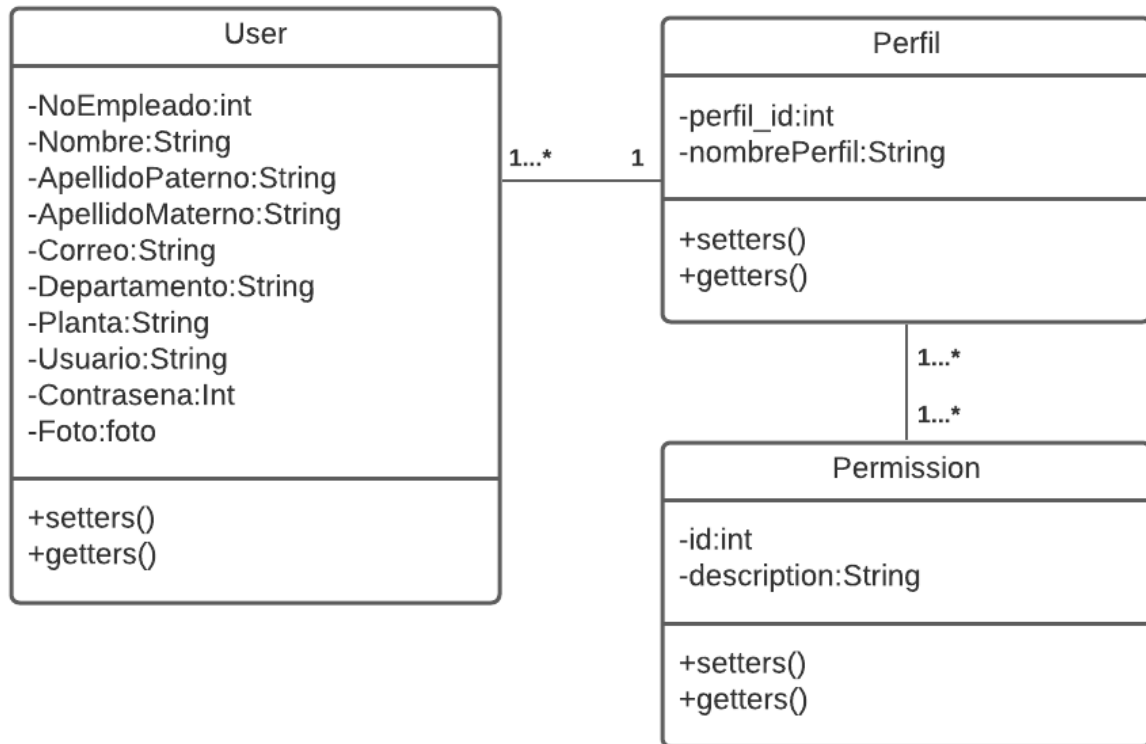 User
-NoEmpleado:int
-Nombre:String
-ApellidoPaterno:String
-ApellidoMaterno:String
-Correo:String
-Departamento:String
-Planta:String
-Usuario:String
-Contrasena:Int
-Foto:foto
+setters()
+getters()
1...*
1
Perfil
-perfil_id:int
-nombrePerfil:String
+setters()
+getters()
1...*
1...*
Permission
-id:int
-description:String
+setters()
+getters()